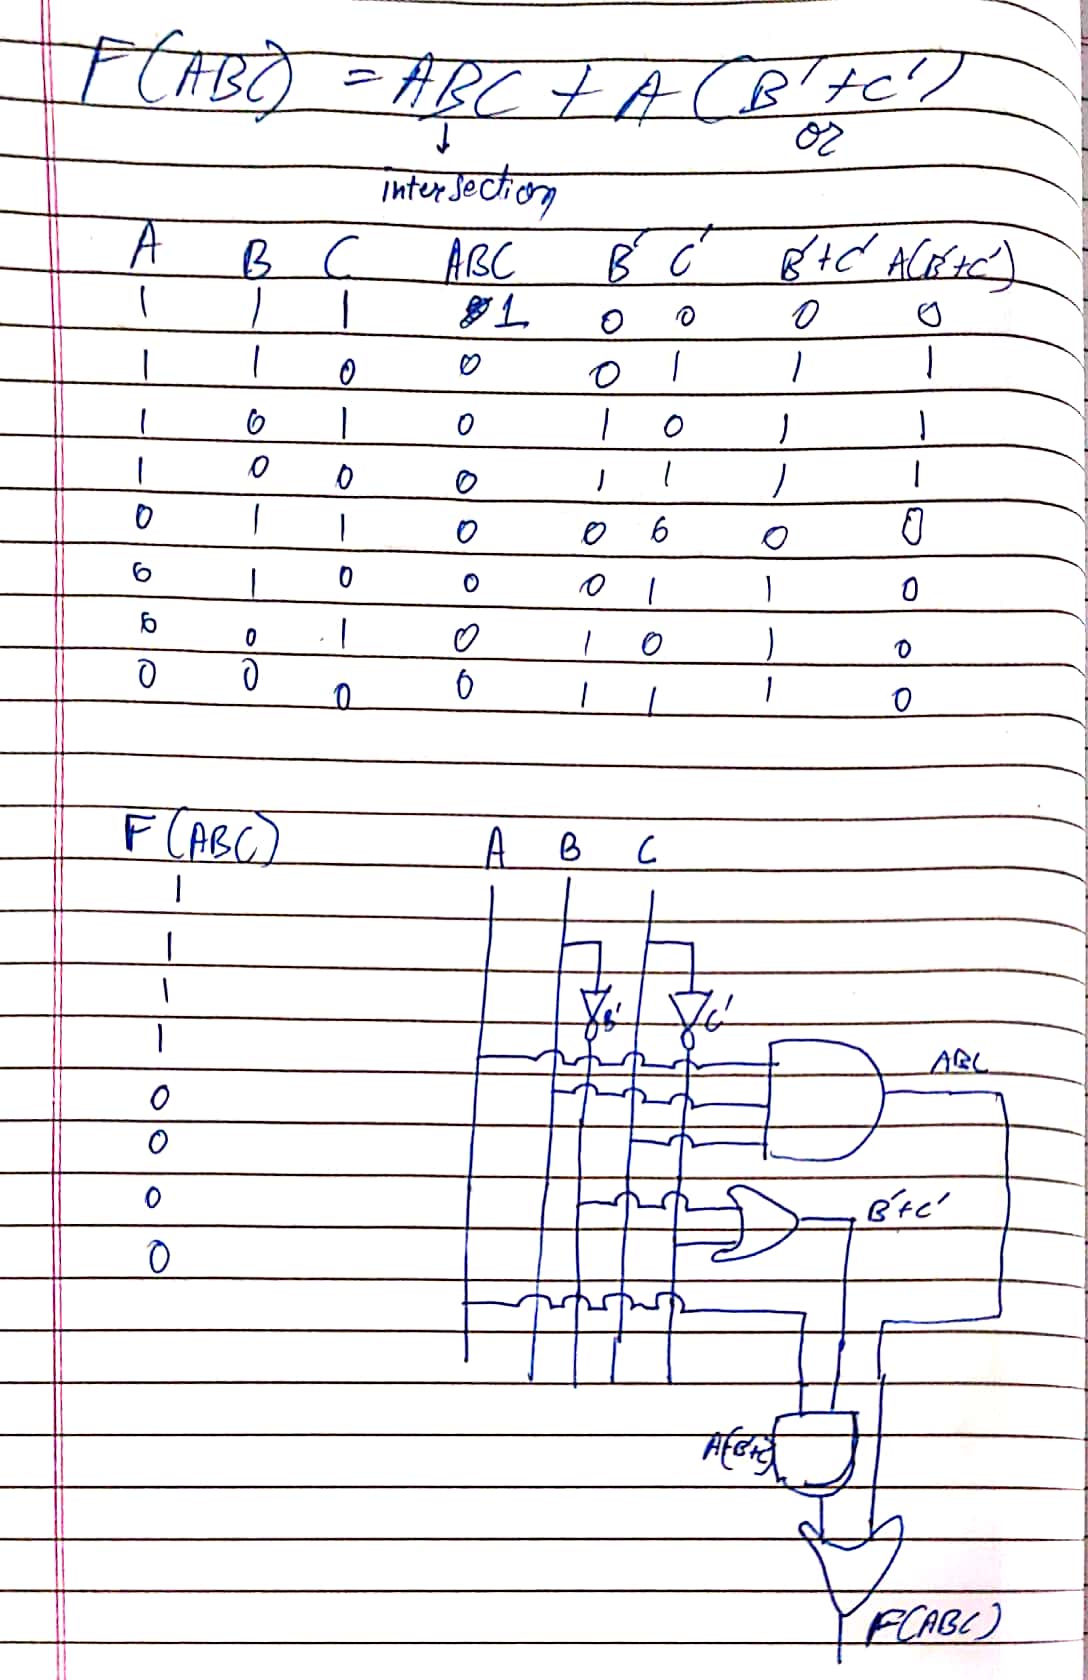 F(ABC) = ABC + A(B'+C')
↓ or
intersection
A B C ABC B' C' B'+C' A(B'+C')
1 1 1 1 0 0 0 0
1 1 0 0 0 1 1 1
1 0 1 0 1 0 1 1
1 0 0 0 1 1 1 1
0 1 1 0 0 0 0 0
0 1 0 0 0 1 1 0
0 0 1 0 1 0 1 0
0 0 0 0 1 1 1 0
F(ABC)
1
1
1
1
0
0
0
0
A B C
B' C'
ABC
B'+C'
A(B'+C')
F(ABC)